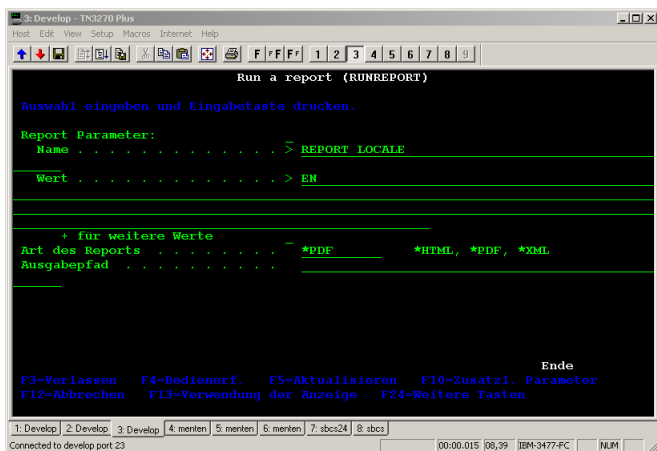 3: Develop - TN3270 Plus
Host Edit View Setup Macros Internet Help
F F F 1 2 3 4 5 6 7 8 9
Run a report (RUNREPORT)
Auswahl eingeben und Eingabetaste drücken.
Report Parameter:
Name . . . . . . . . . . . . . > REPORT LOCALE
Wert . . . . . . . . . . . . . > EN
+ für weitere Werte
Art des Reports . . . . . . . . *PDF *HTML, *PDF, *XML
Ausgabepfad . . . . . . . . . .
Ende
F3=Verlassen F4=Bedienerf. F5=Aktualisieren F10=Zusätzl. Parameter
F12=Abbrechen F13=Verwendung der Anzeige F24=Weitere Tasten
1: Develop 2: Develop 3: Develop 4: menten 5: menten 6: menten 7: sbcs24 8: sbcs
Connected to develop port 23 00:00.015 08,39 IBM-3477-FC NUM